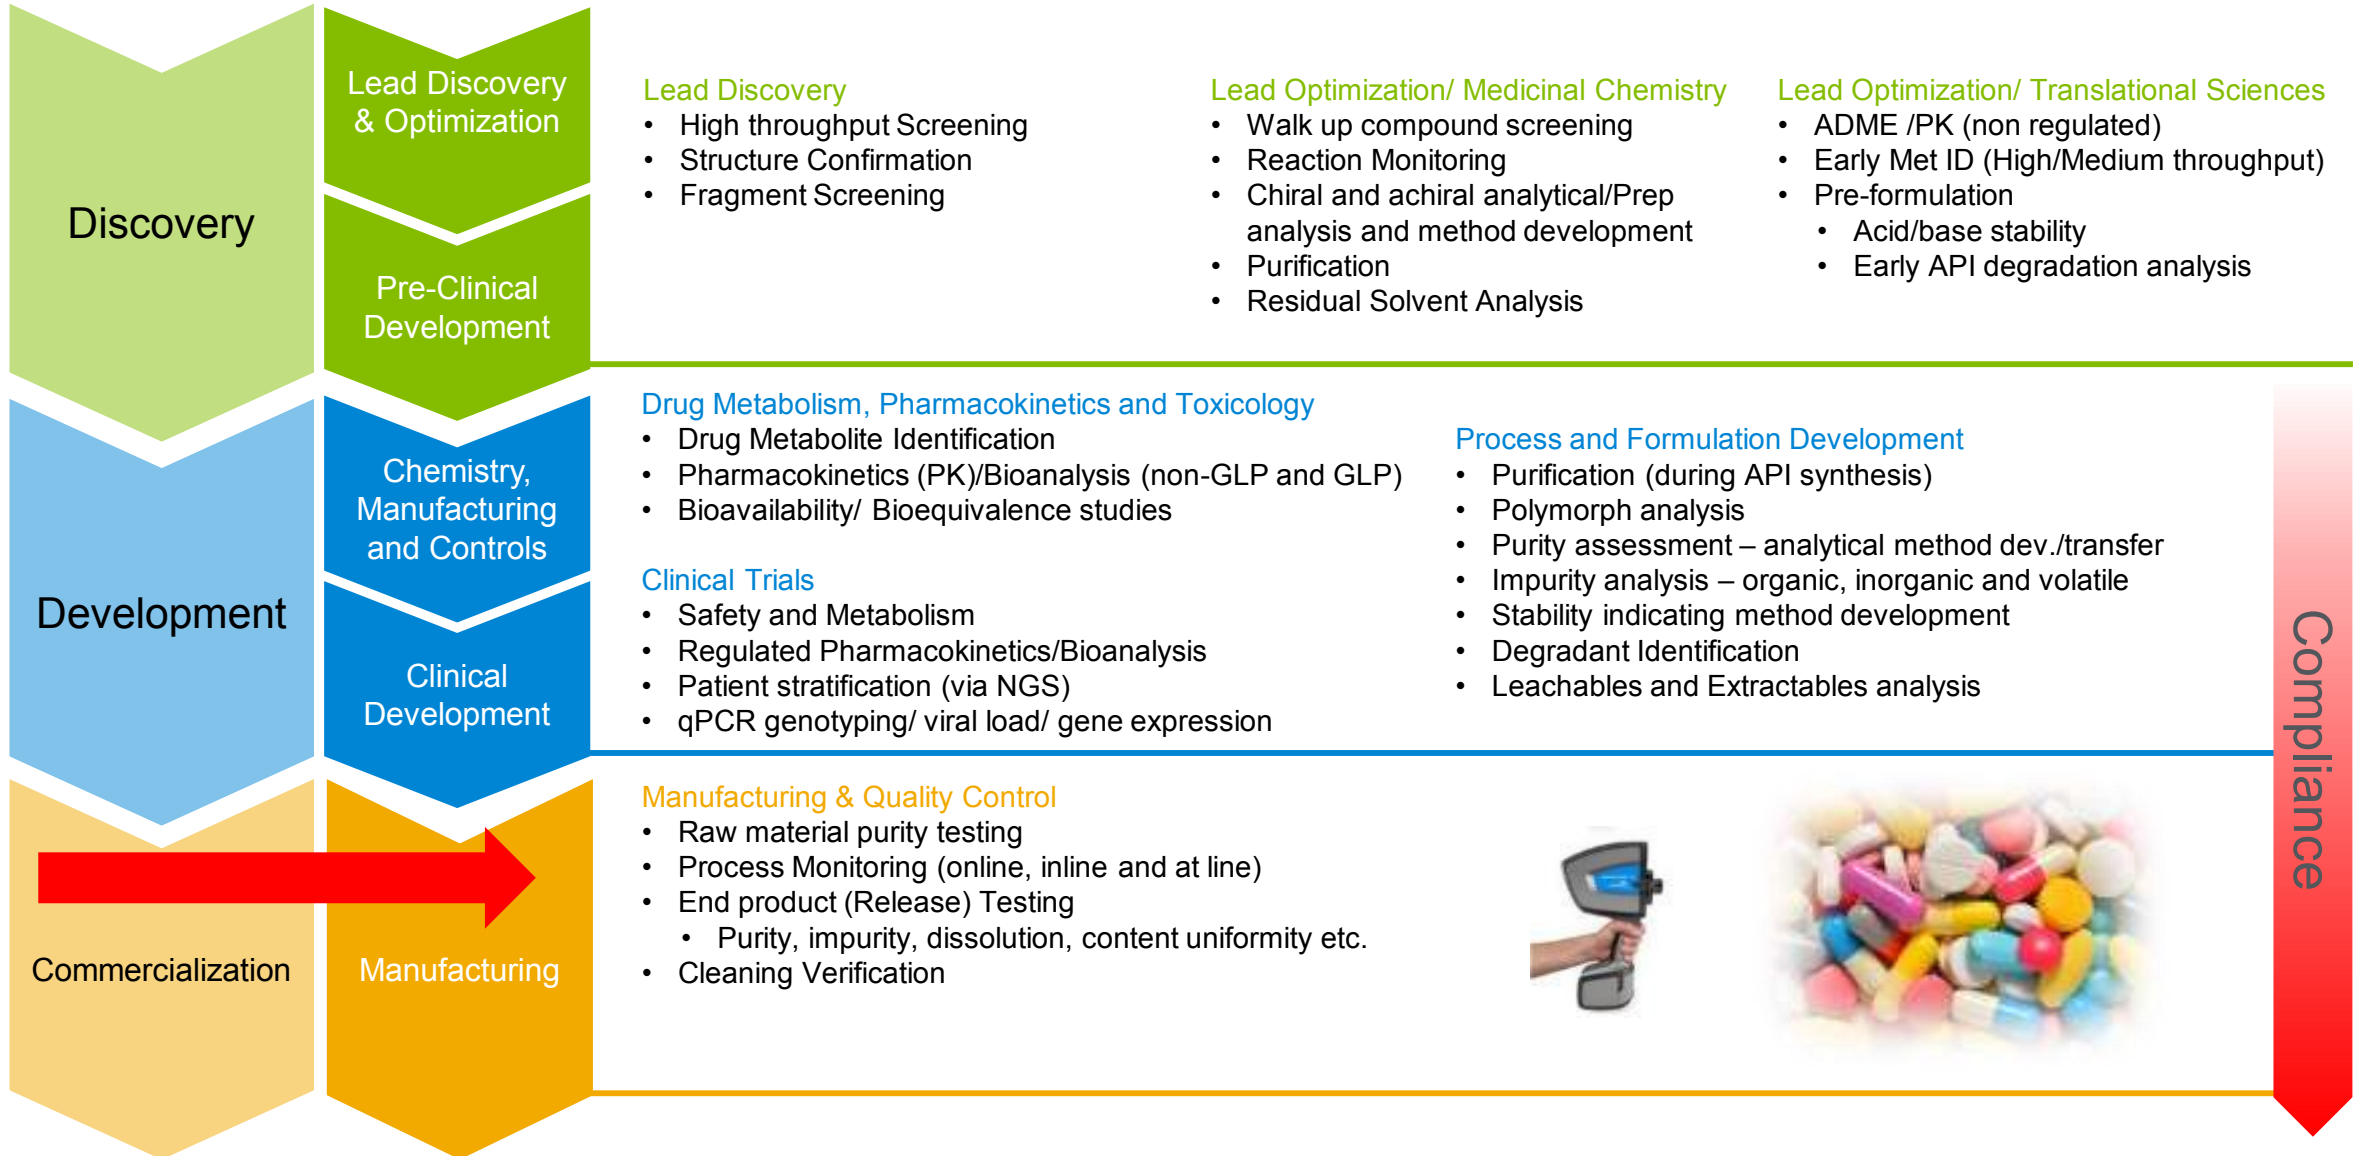 Discovery
Lead Discovery
& Optimization
Pre-Clinical
Development
Lead Discovery
• High throughput Screening
• Structure Confirmation
• Fragment Screening
Lead Optimization/ Medicinal Chemistry
• Walk up compound screening
• Reaction Monitoring
• Chiral and achiral analytical/Prep
analysis and method development
• Purification
• Residual Solvent Analysis
Lead Optimization/ Translational Sciences
• ADME /PK (non regulated)
• Early Met ID (High/Medium throughput)
• Pre-formulation
• Acid/base stability
• Early API degradation analysis
Development
Chemistry,
Manufacturing
and Controls
Clinical
Development
Drug Metabolism, Pharmacokinetics and Toxicology
• Drug Metabolite Identification
• Pharmacokinetics (PK)/Bioanalysis (non-GLP and GLP)
• Bioavailability/ Bioequivalence studies
Clinical Trials
• Safety and Metabolism
• Regulated Pharmacokinetics/Bioanalysis
• Patient stratification (via NGS)
• qPCR genotyping/ viral load/ gene expression
Process and Formulation Development
• Purification (during API synthesis)
• Polymorph analysis
• Purity assessment – analytical method dev./transfer
• Impurity analysis – organic, inorganic and volatile
• Stability indicating method development
• Degradant Identification
• Leachables and Extractables analysis
Compliance
Commercialization
Manufacturing
Manufacturing & Quality Control
• Raw material purity testing
• Process Monitoring (online, inline and at line)
• End product (Release) Testing
• Purity, impurity, dissolution, content uniformity etc.
• Cleaning Verification